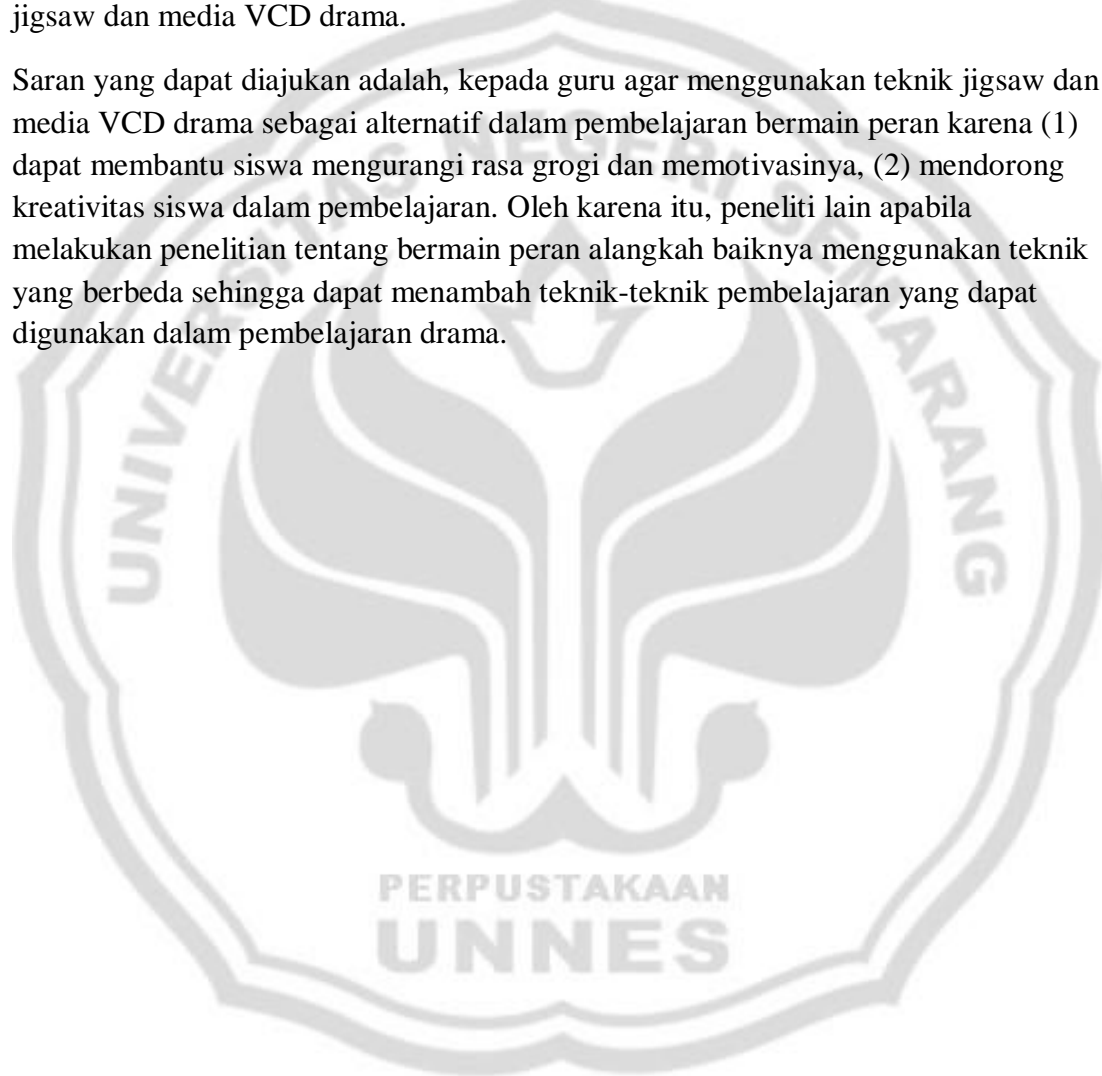 jigsaw dan media VCD drama.
Saran yang dapat diajukan adalah, kepada guru agar menggunakan teknik jigsaw dan
media VCD drama sebagai alternatif dalam pembelajaran bermain peran karena (1)
dapat membantu siswa mengurangi rasa grogi dan memotivasinya, (2) mendorong
kreativitas siswa dalam pembelajaran. Oleh karena itu, peneliti lain apabila
melakukan penelitian tentang bermain peran alangkah baiknya menggunakan teknik
yang berbeda sehingga dapat menambah teknik-teknik pembelajaran yang dapat
digunakan dalam pembelajaran drama.
UNIVERSITAS NEGERI SEMARANG
PERPUSTAKAAN
UNNES